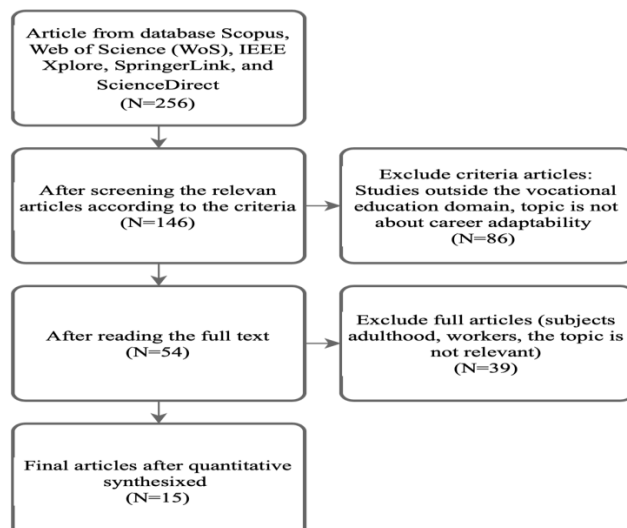 Article from database Scopus,
Web of Science (WoS), IEEE
Xplore, SpringerLink, and
ScienceDirect
(N=256)
After screening the relevan
articles according to the criteria
(N=146)
Exclude criteria articles:
Studies outside the vocational
education domain, topic is not
about career adaptability
(N=86)
After reading the full text
(N=54)
Exclude full articles (subjects
adulthood, workers, the topic is
not relevant)
(N=39)
Final articles after quantitative
synthesixed
(N=15)